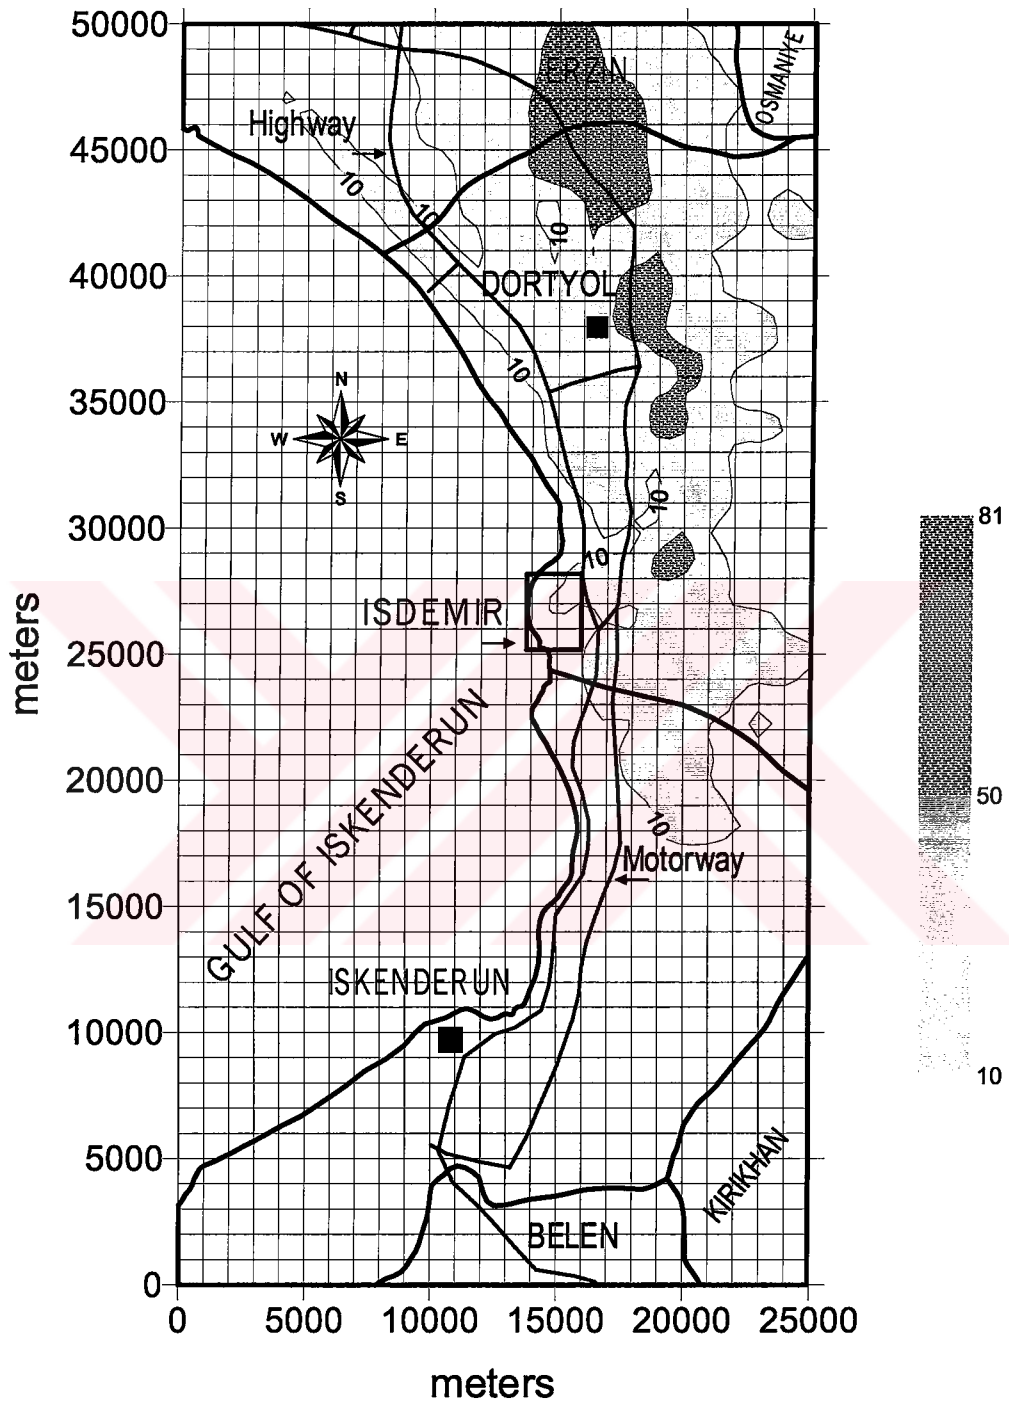 50000
45000
40000
35000
30000
25000
20000
15000
10000
5000
0
meters
0
5000
10000
15000
20000
25000
meters
ERZIN
OSMANIYE
Highway
10
10
10
DORTYOL
10
N
W
E
S
10
10
ISDEMIR
GULF OF ISKENDERUN
10
Motorway
ISKENDERUN
KIRIKHAN
BELEN
81
50
10